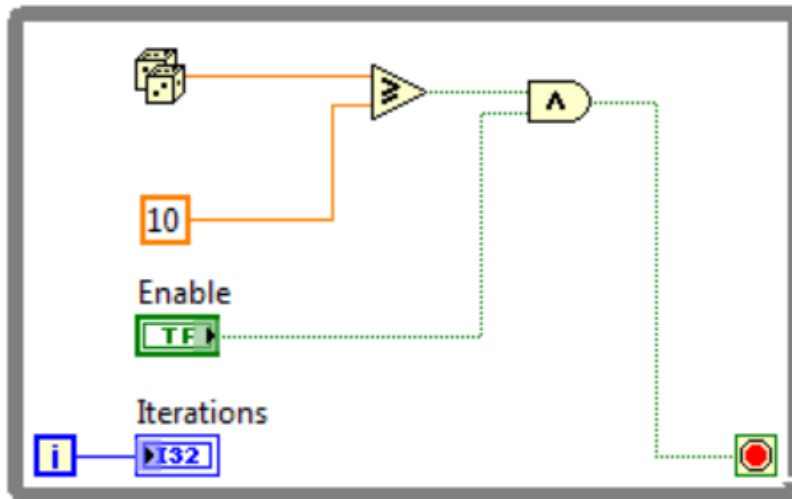 ≥
∧
10
Enable
TF
Iterations
i
I32